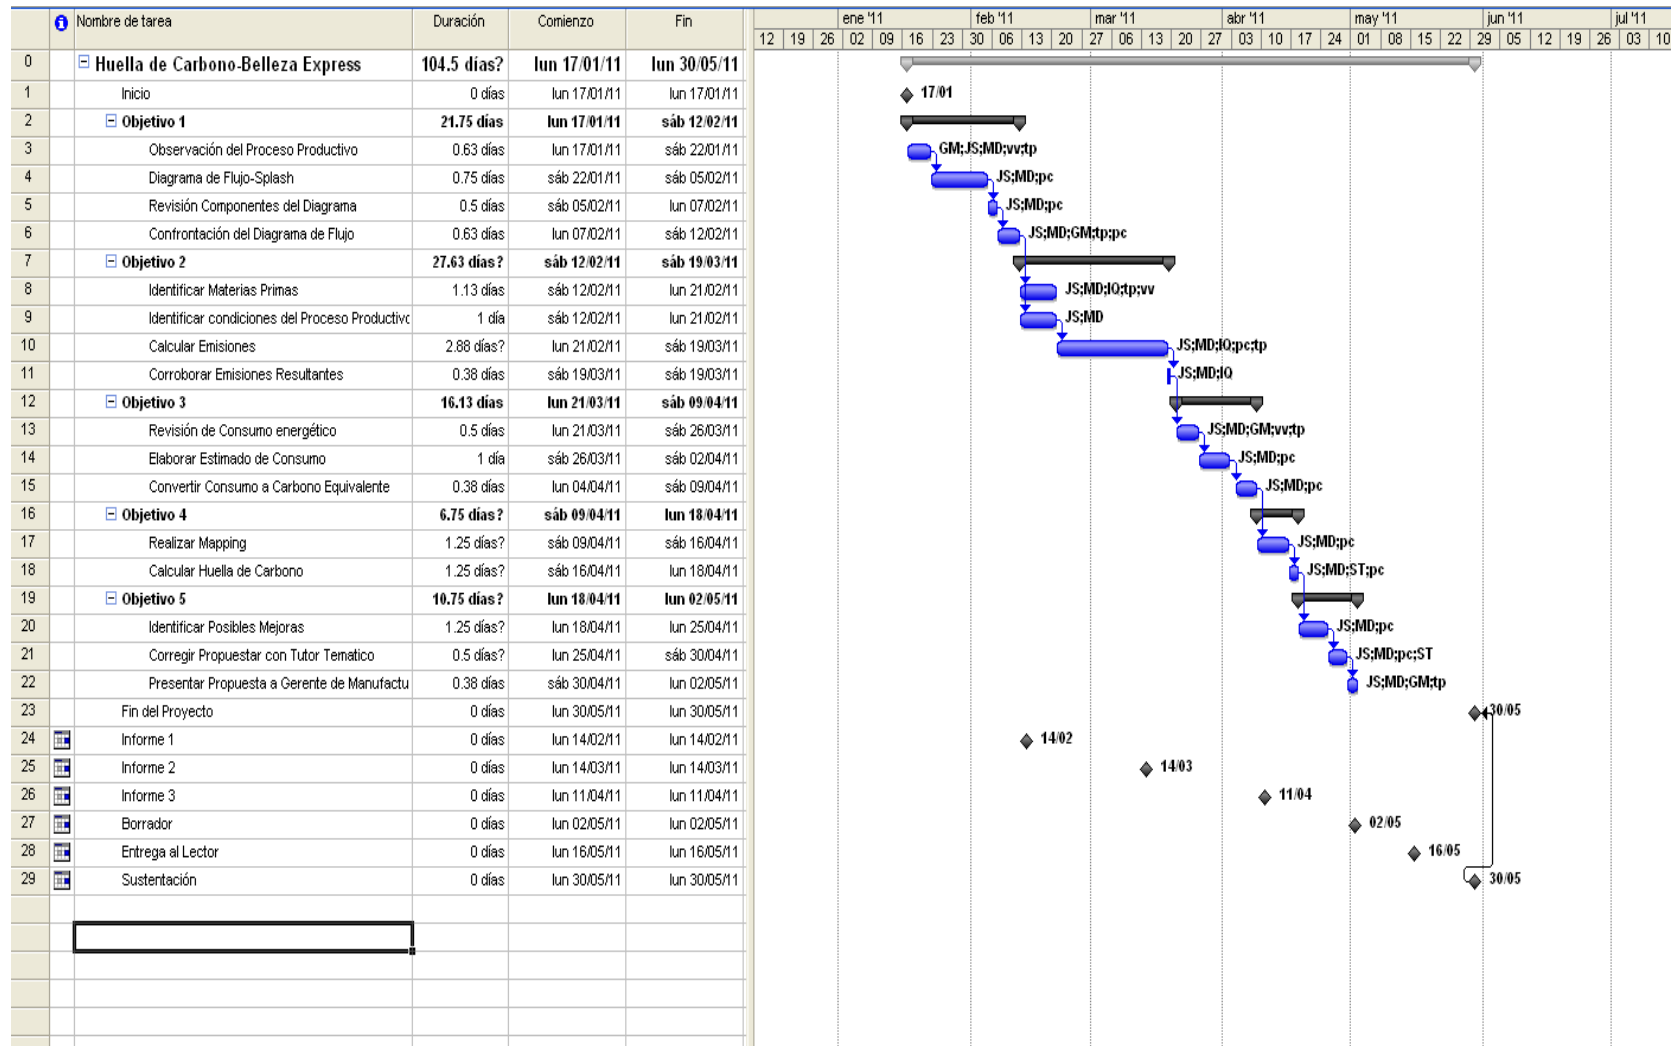 Nombre de tarea Duración Comienzo Fin ene '11 feb '11 mar '11 abr '11 may '11 jun '11 jul '11
12 19 26 02 09 16 23 30 06 13 20 27 06 13 20 27 03 10 17 24 01 08 15 22 29 05 12 19 26 03 10
0 Huella de Carbono-Belleza Express 104.5 días? lun 17/01/11 lun 30/05/11
1 Inicio 0 días lun 17/01/11 lun 17/01/11 17/01
2 Objetivo 1 21.75 días lun 17/01/11 sáb 12/02/11
3 Observación del Proceso Productivo 0.63 días lun 17/01/11 sáb 22/01/11 GM;JS;MD;vv;tp
4 Diagrama de Flujo-Splash 0.75 días sáb 22/01/11 sáb 05/02/11 JS;MD;pc
5 Revisión Componentes del Diagrama 0.5 días sáb 05/02/11 lun 07/02/11 JS;MD;pc
6 Confrontación del Diagrama de Flujo 0.63 días lun 07/02/11 sáb 12/02/11 JS;MD;GM;tp;pc
7 Objetivo 2 27.63 días? sáb 12/02/11 sáb 19/03/11
8 Identificar Materias Primas 1.13 días sáb 12/02/11 lun 21/02/11 JS;MD;IQ;tp;vv
9 Identificar condiciones del Proceso Productivo 1 día sáb 12/02/11 lun 21/02/11 JS;MD
10 Calcular Emisiones 2.88 días? lun 21/02/11 sáb 19/03/11 JS;MD;IQ;pc;tp
11 Corroborar Emisiones Resultantes 0.38 días sáb 19/03/11 sáb 19/03/11 JS;MD;IQ
12 Objetivo 3 16.13 días lun 21/03/11 sáb 09/04/11
13 Revisión de Consumo energético 0.5 días lun 21/03/11 sáb 26/03/11 JS;MD;GM;vv;tp
14 Elaborar Estimado de Consumo 1 día sáb 26/03/11 sáb 02/04/11 JS;MD;pc
15 Convertir Consumo a Carbono Equivalente 0.38 días lun 04/04/11 sáb 09/04/11 JS;MD;pc
16 Objetivo 4 6.75 días? sáb 09/04/11 lun 18/04/11
17 Realizar Mapping 1.25 días? sáb 09/04/11 sáb 16/04/11 JS;MD;pc
18 Calcular Huella de Carbono 1.25 días? sáb 16/04/11 lun 18/04/11 JS;MD;ST;pc
19 Objetivo 5 10.75 días? lun 18/04/11 lun 02/05/11
20 Identificar Posibles Mejoras 1.25 días? lun 18/04/11 lun 25/04/11 JS;MD;pc
21 Corregir Propuestar con Tutor Tematico 0.5 días? lun 25/04/11 sáb 30/04/11 JS;MD;pc;ST
22 Presentar Propuesta a Gerente de Manufactu 0.38 días sáb 30/04/11 lun 02/05/11 JS;MD;GM;tp
23 Fin del Proyecto 0 días lun 30/05/11 lun 30/05/11 30/05
24 Informe 1 0 días lun 14/02/11 lun 14/02/11 14/02
25 Informe 2 0 días lun 14/03/11 lun 14/03/11 14/03
26 Informe 3 0 días lun 11/04/11 lun 11/04/11 11/04
27 Borrador 0 días lun 02/05/11 lun 02/05/11 02/05
28 Entrega al Lector 0 días lun 16/05/11 lun 16/05/11 16/05
29 Sustentación 0 días lun 30/05/11 lun 30/05/11 30/05